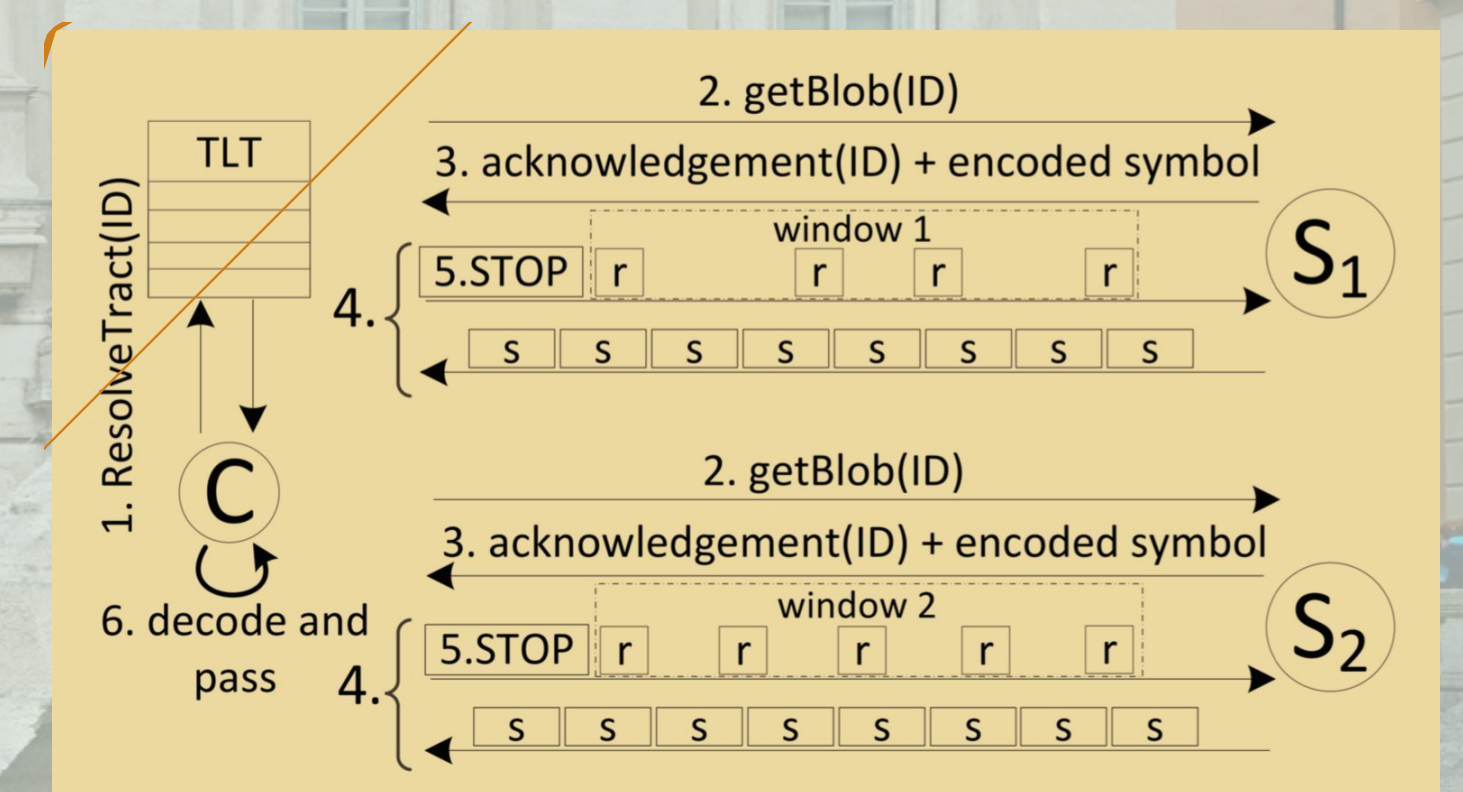 TLT
1. ResolveTract(ID)
C
6. decode and
pass
2. getBlob(ID)
3. acknowledgement(ID) + encoded symbol
window 1
4.
5.STOP r r r r
s s s s s s s s
S1
2. getBlob(ID)
3. acknowledgement(ID) + encoded symbol
window 2
4.
5.STOP r r r r r
s s s s s s s s
S2